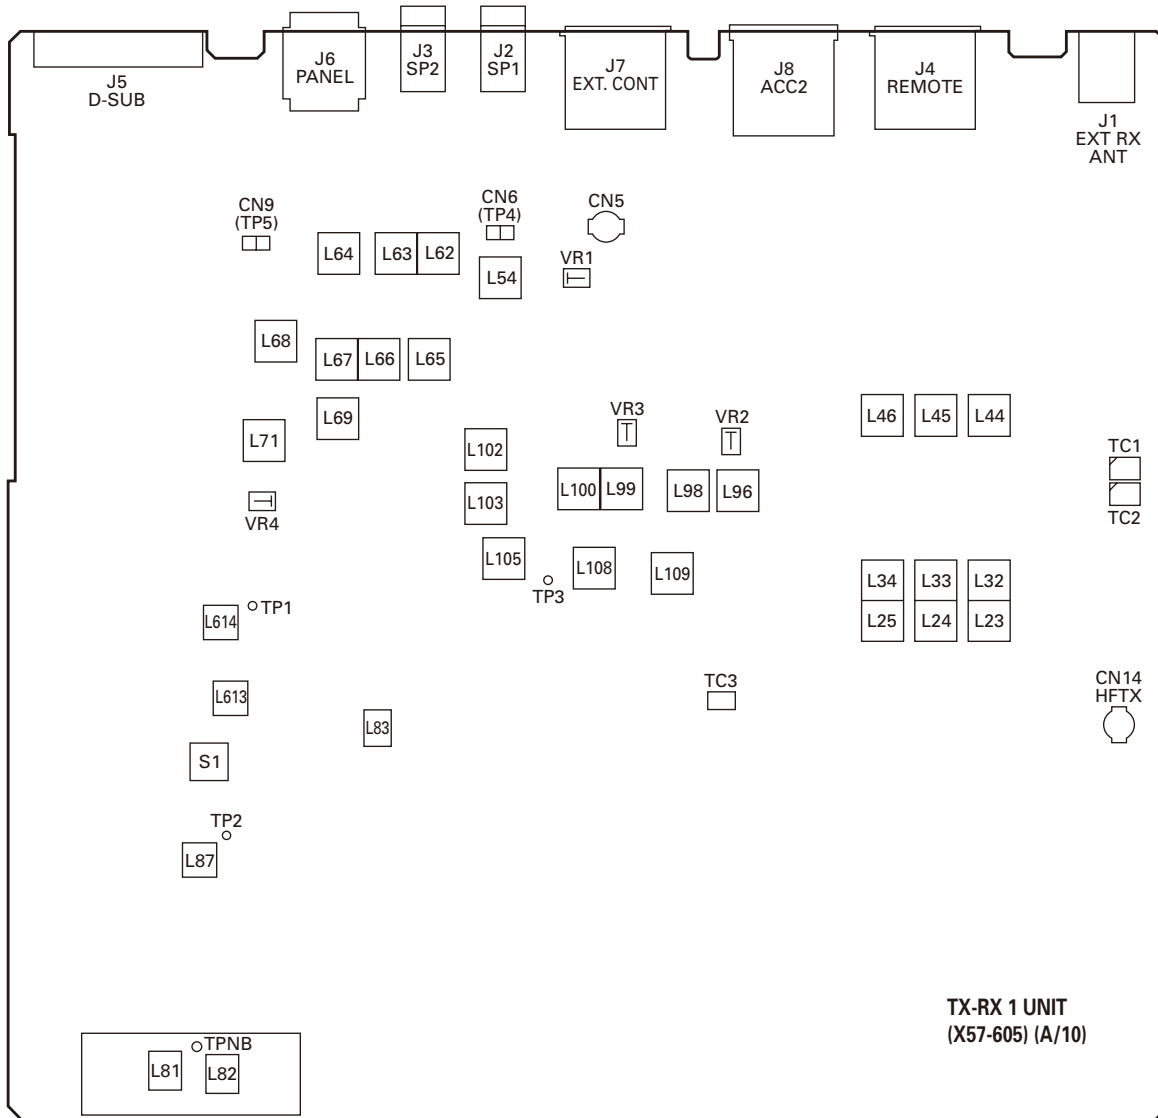 J5
D-SUB
J6
PANEL
J3
SP2
J2
SP1
J7
EXT. CONT
J8
ACC2
J4
REMOTE
J1
EXT RX
ANT
CN9
(TP5)
CN6
(TP4)
CN5
L64
L63
L62
L54
VR1
L68
L67
L66
L65
L69
L71
VR3
VR2
L46
L45
L44
L102
TC1
L103
L100
L99
L98
L96
VR4
TC2
L105
TP3
L108
L109
L34
L33
L32
TP1
L614
L25
L24
L23
L613
L83
TC3
CN14
HFTX
S1
TP2
L87
TX-RX 1 UNIT
(X57-605) (A/10)
TPNB
L81
L82